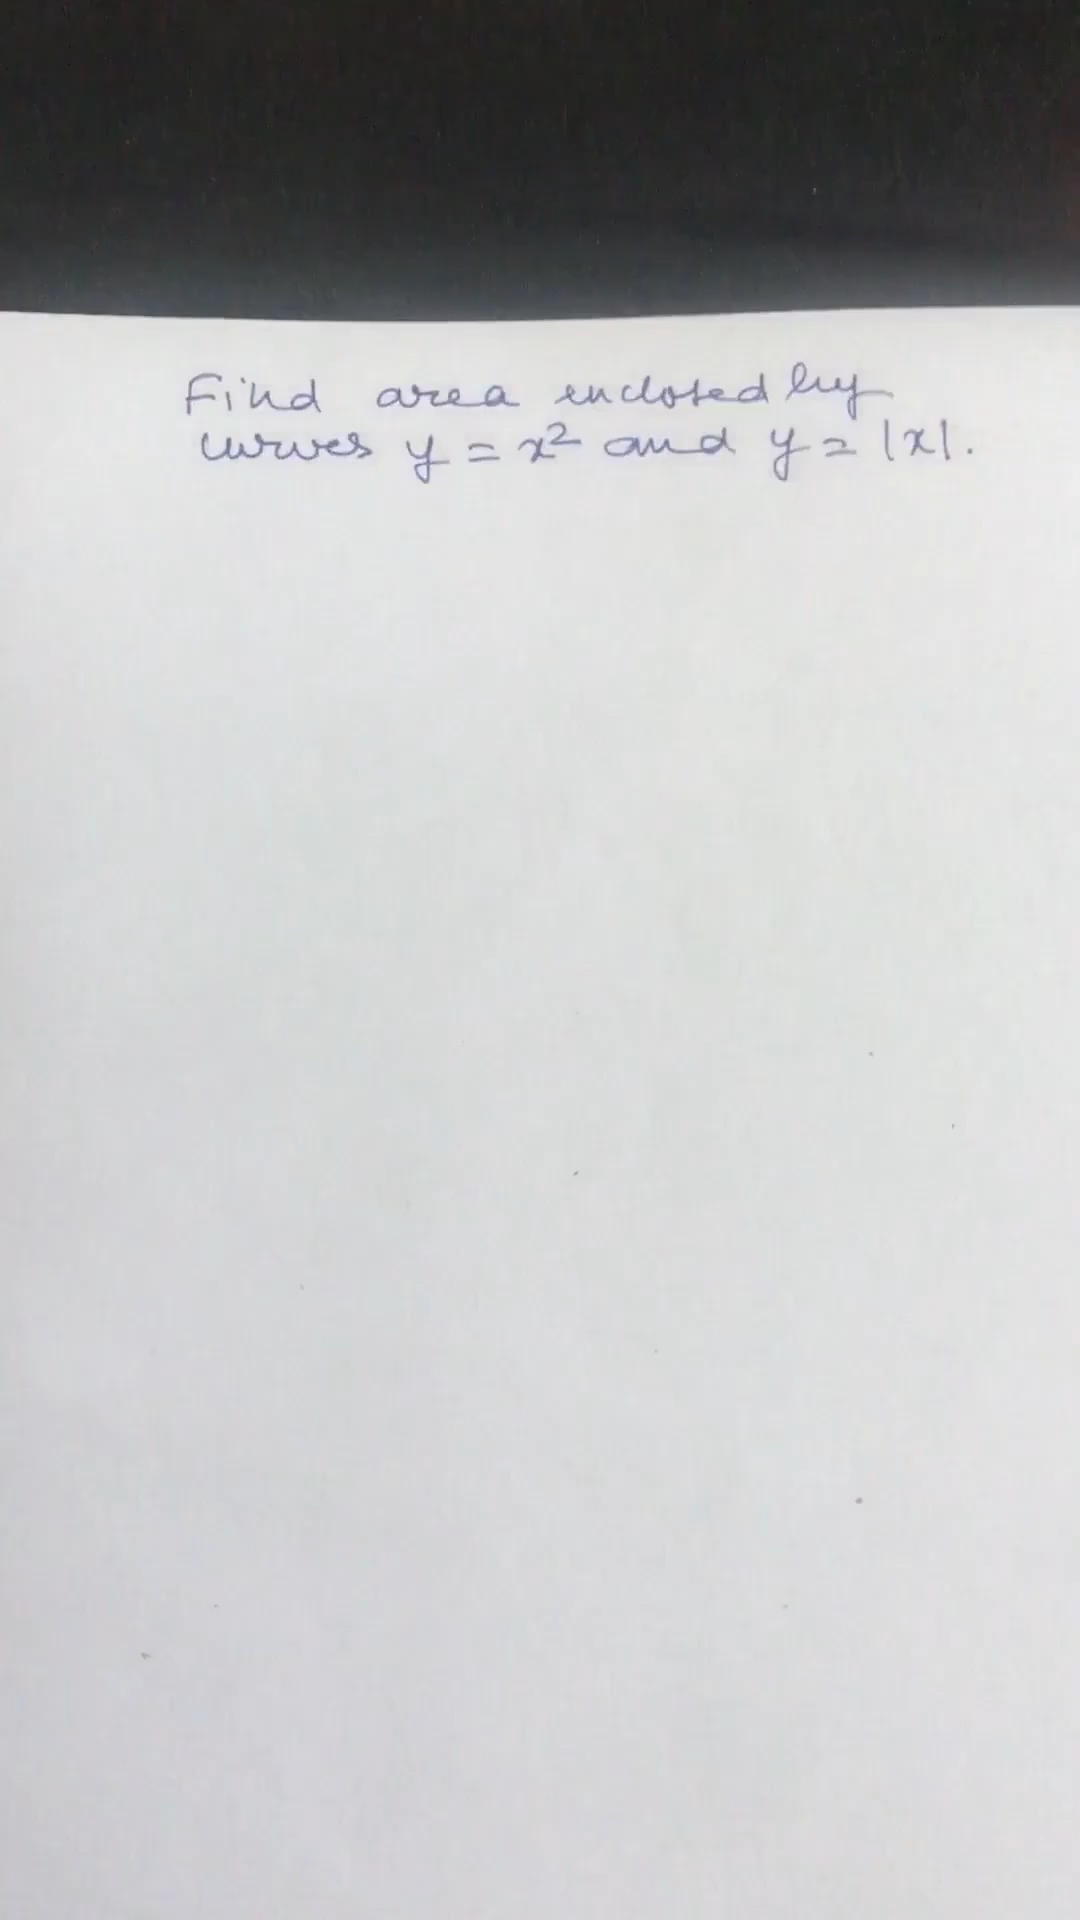 Find area enclosed by
curves y = x² and y = |x|.